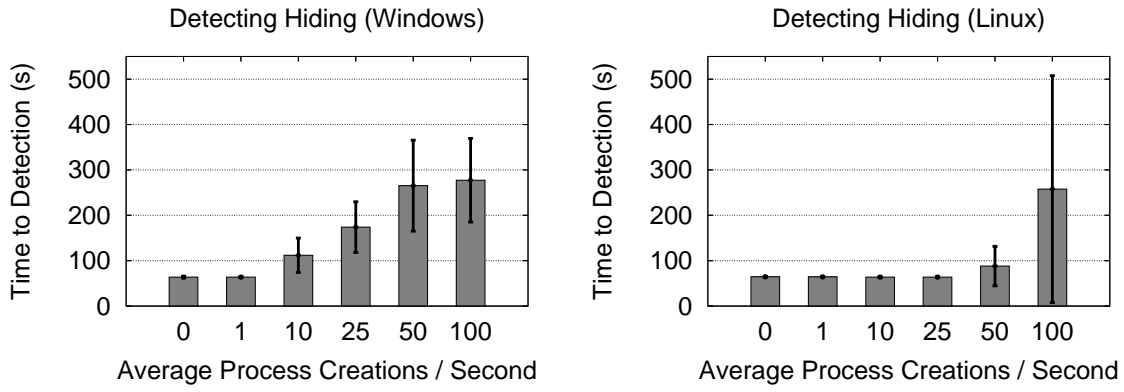 Detecting Hiding (Windows)
Time to Detection (s)
500
400
300
200
100
0
0 1 10 25 50 100
Average Process Creations / Second
Detecting Hiding (Linux)
Time to Detection (s)
500
400
300
200
100
0
0 1 10 25 50 100
Average Process Creations / Second